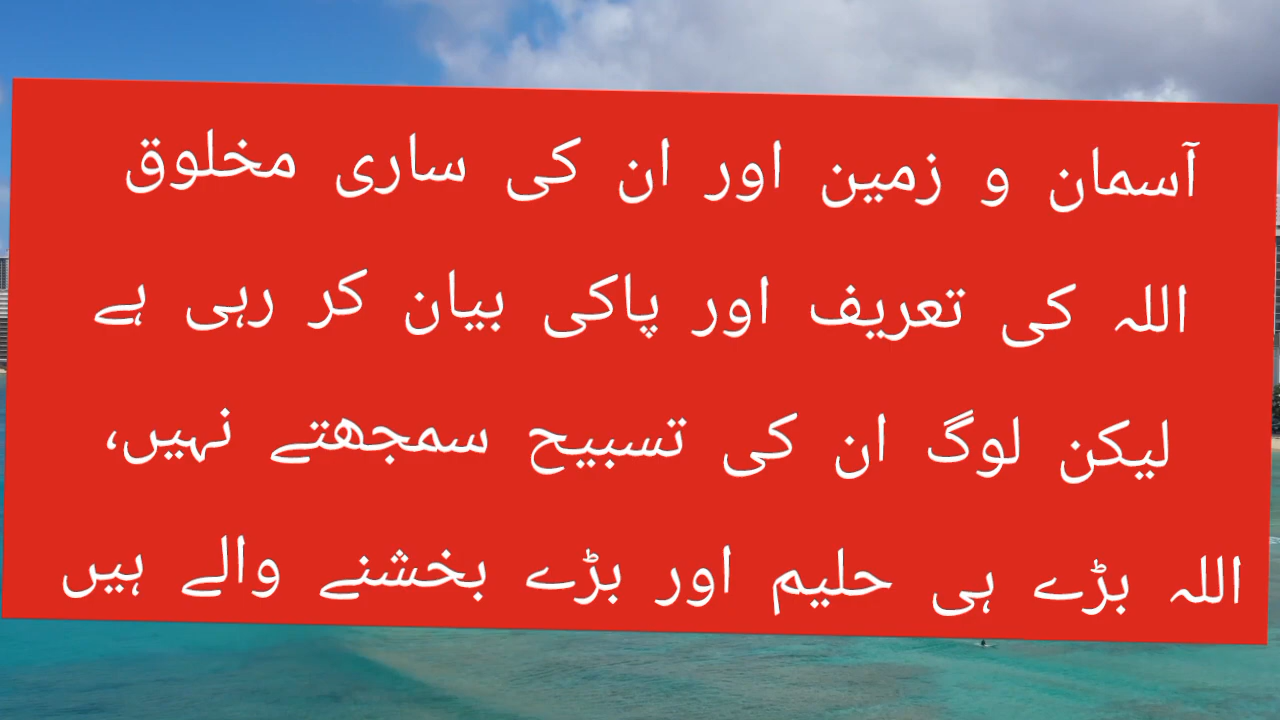 آسمان و زمین اور ان کی ساری مخلوق
اللہ کی تعریف اور پاکی بیان کر رہی ہے
لیکن لوگ ان کی تسبیح سمجھتے نہیں،
اللہ بڑے ہی حلیم اور بڑے بخشنے والے ہیں